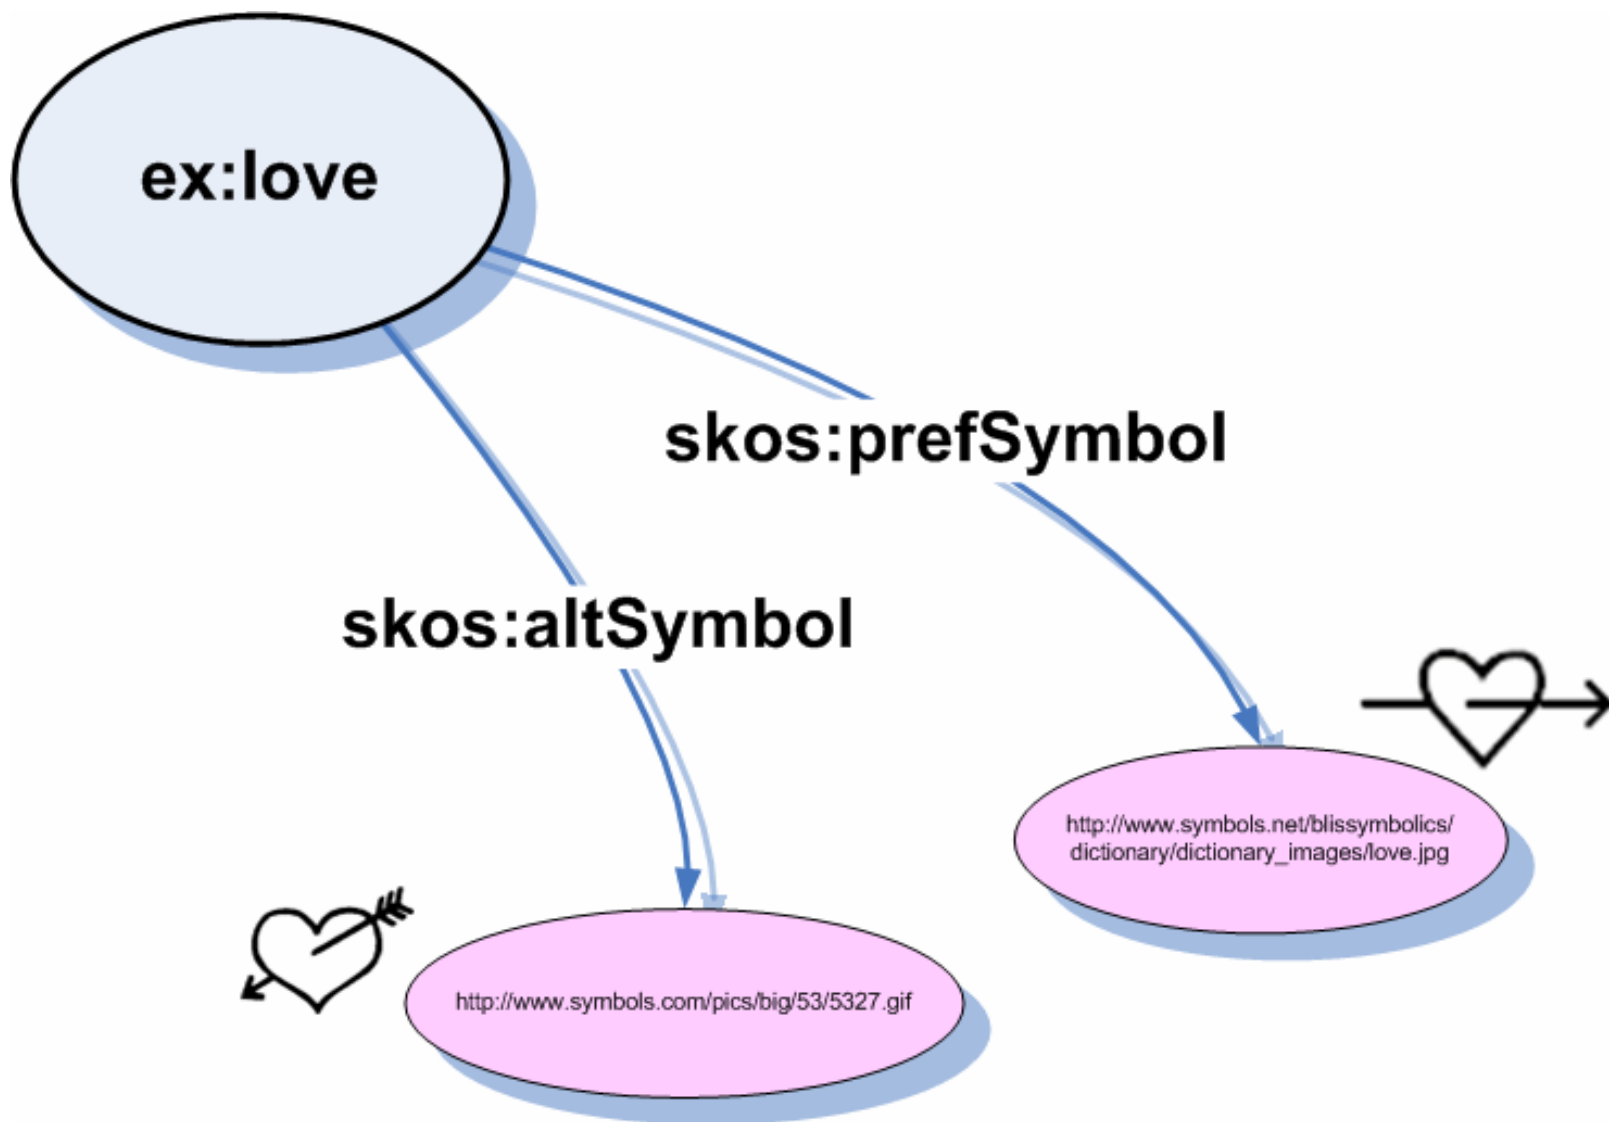 ex:love
skos:prefSymbol
skos:altSymbol
http://www.symbols.net/blissymbolics/
dictionary/dictionary_images/love.jpg
http://www.symbols.com/pics/big/53/5327.gif